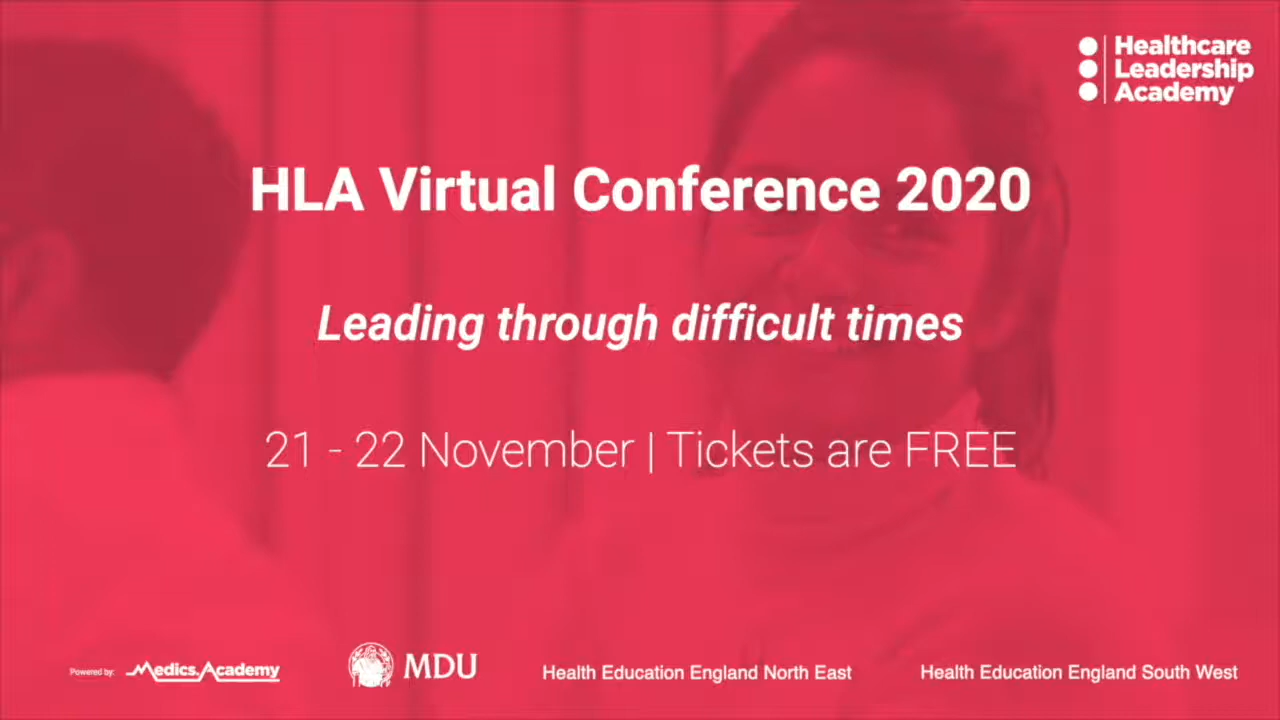 Healthcare
Leadership
Academy
HLA Virtual Conference 2020
Leading through difficult times
21 - 22 November | Tickets are FREE
Powered by: Medics.Academy
MDU
Health Education England North East
Health Education England South West